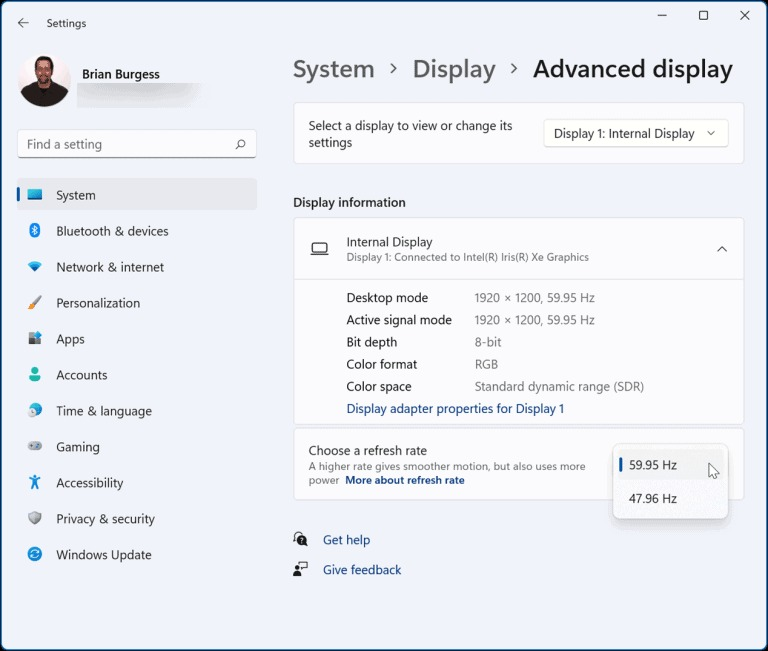 Settings
Brian Burgess
Find a setting
System
Bluetooth & devices
Network & internet
Personalization
Apps
Accounts
Time & language
Gaming
Accessibility
Privacy & security
Windows Update
System > Display > Advanced display
Select a display to view or change its
settings
Display 1: Internal Display
Display information
Internal Display
Display 1: Connected to Intel(R) Iris(R) Xe Graphics
Desktop mode 1920 × 1200, 59.95 Hz
Active signal mode 1920 × 1200, 59.95 Hz
Bit depth 8-bit
Color format RGB
Color space Standard dynamic range (SDR)
Display adapter properties for Display 1
Choose a refresh rate
A higher rate gives smoother motion, but also uses more
power More about refresh rate
59.95 Hz
47.96 Hz
Get help
Give feedback